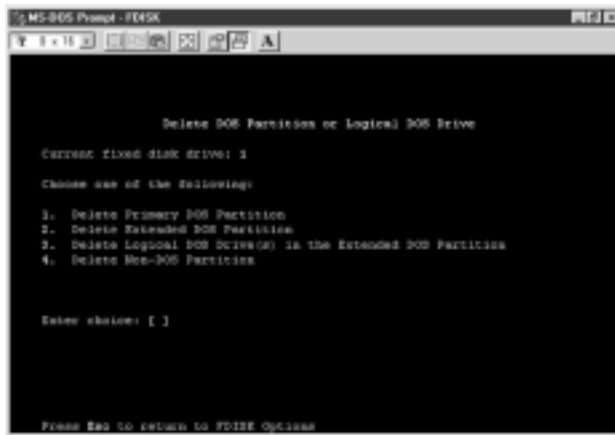 MS-DOS Prompt - FDISK
8 x 16
A
Delete DOS Partition or Logical DOS Drive
Current fixed disk drive: 1
Choose one of the following:
1. Delete Primary DOS Partition
2. Delete Extended DOS Partition
3. Delete Logical DOS Drive(s) in the Extended DOS Partition
4. Delete Non-DOS Partition
Enter choice: [ ]
Press Esc to return to FDISK Options